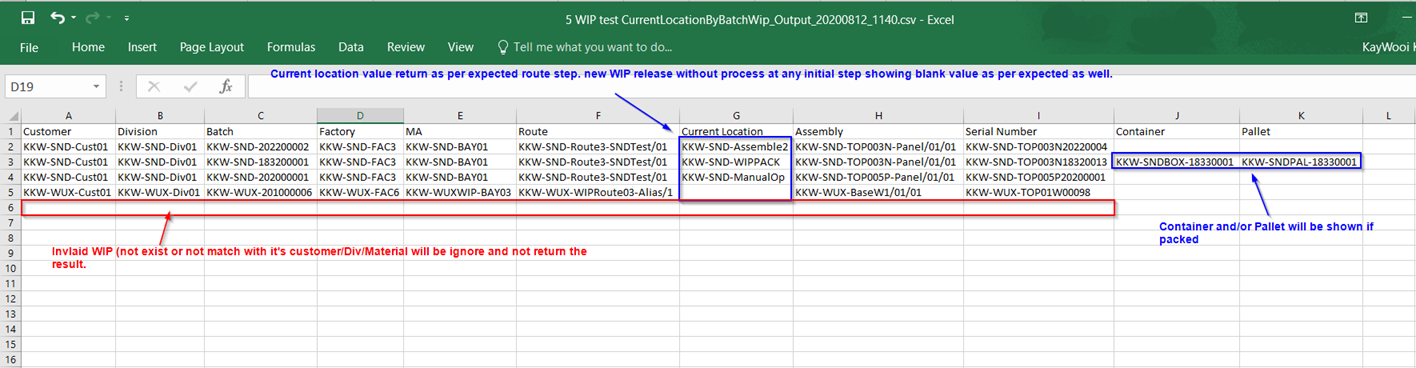 5 WIP test CurrentLocationByBatchWip_Output_20200812_1140.csv - Excel
File Home Insert Page Layout Formulas Data Review View Tell me what you want to do... KayWooi K
Current location value return as per expected route step. new WIP release without process at any initial step showing blank value as per expected as well.
D19 fx
A B C D E F G H I J K L
1 Customer Division Batch Factory MA Route Current Location Assembly Serial Number Container Pallet
2 KKW-SND-Cust01 KKW-SND-Div01 KKW-SND-202200002 KKW-SND-FAC3 KKW-SND-BAY01 KKW-SND-Route3-SNDTest/01 KKW-SND-Assemble2 KKW-SND-TOP003N-Panel/01/01 KKW-SND-TOP003N20220004
3 KKW-SND-Cust01 KKW-SND-Div01 KKW-SND-183200001 KKW-SND-FAC3 KKW-SND-BAY01 KKW-SND-Route3-SNDTest/01 KKW-SND-WIPPACK KKW-SND-TOP003N-Panel/01/01 KKW-SND-TOP003N18320013 KKW-SNDBOX-18330001 KKW-SNDPAL-18330001
4 KKW-SND-Cust01 KKW-SND-Div01 KKW-SND-202000001 KKW-SND-FAC3 KKW-SND-BAY01 KKW-SND-Route3-SNDTest/01 KKW-SND-ManualOp KKW-SND-TOP005P-Panel/01/01 KKW-SND-TOP005P20200001
5 KKW-WUX-Cust01 KKW-WUX-Div01 KKW-WUX-201000006 KKW-WUX-FAC6 KKW-WUXWIP-BAY03 KKW-WUX-WIPRoute03-Alias/1 KKW-WUX-BaseW1/01/01 KKW-WUX-TOP01W00098
6
7
8
Container and/or Pallet will be shown if
packed
9
Invlaid WIP (not exist or not match with it's customer/Div/Material will be ignore and not return the
result.
10
11
12
13
14
15
16